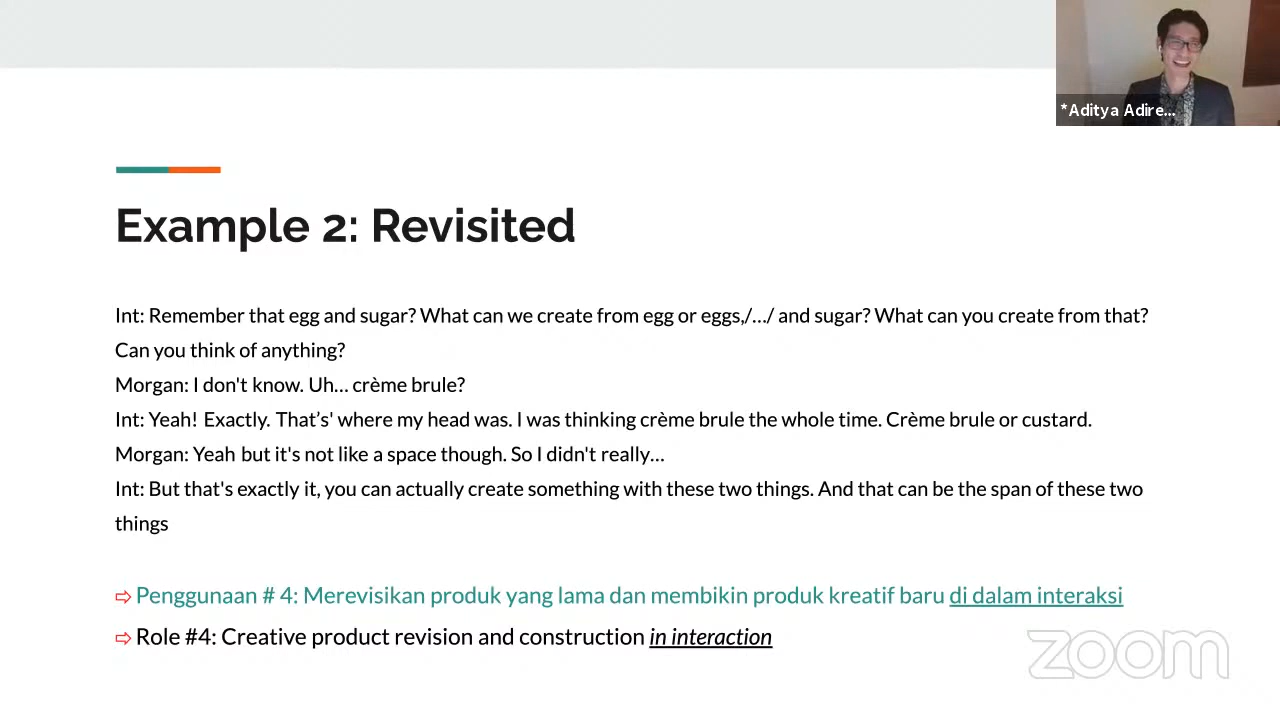 *Aditya Adire...
Example 2: Revisited
Int: Remember that egg and sugar? What can we create from egg or eggs,/.../ and sugar? What can you create from that?
Can you think of anything?
Morgan: I don't know. Uh... crème brule?
Int: Yeah! Exactly. That’s' where my head was. I was thinking crème brule the whole time. Crème brule or custard.
Morgan: Yeah but it's not like a space though. So I didn't really...
Int: But that's exactly it, you can actually create something with these two things. And that can be the span of these two
things
⇨ Penggunaan # 4: Merevisikan produk yang lama dan membikin produk kreatif baru di dalam interaksi
⇨ Role #4: Creative product revision and construction in interaction
zoom